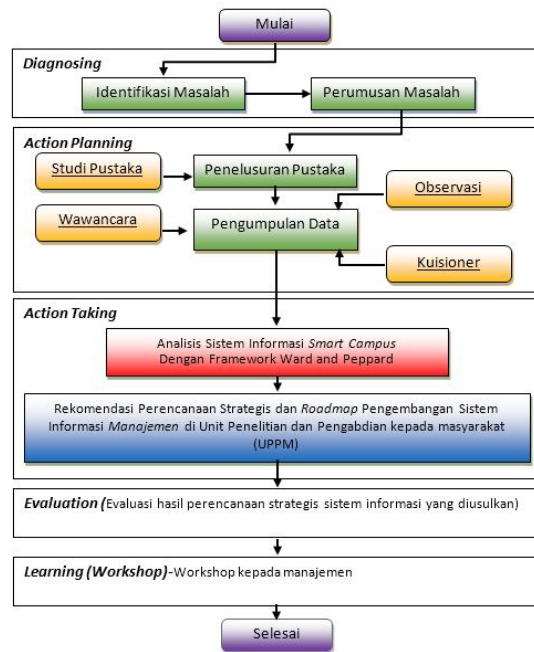 Mulai
Diagnosing
Identifikasi Masalah
Perumusan Masalah
Action Planning
Studi Pustaka
Penelusuran Pustaka
Observasi
Wawancara
Pengumpulan Data
Kuisioner
Action Taking
Analisis Sistem Informasi Smart Campus
Dengan Framework Ward and Peppard
Rekomendasi Perencanaan Strategis dan Roadmap Pengembangan Sistem
Informasi Manajemen di Unit Penelitian dan Pengabdian kepada masyarakat
(UPPM)
Evaluation (Evaluasi hasil perencanaan strategis sistem informasi yang diusulkan)
Learning (Workshop)-Workshop kepada manajemen
Selesai